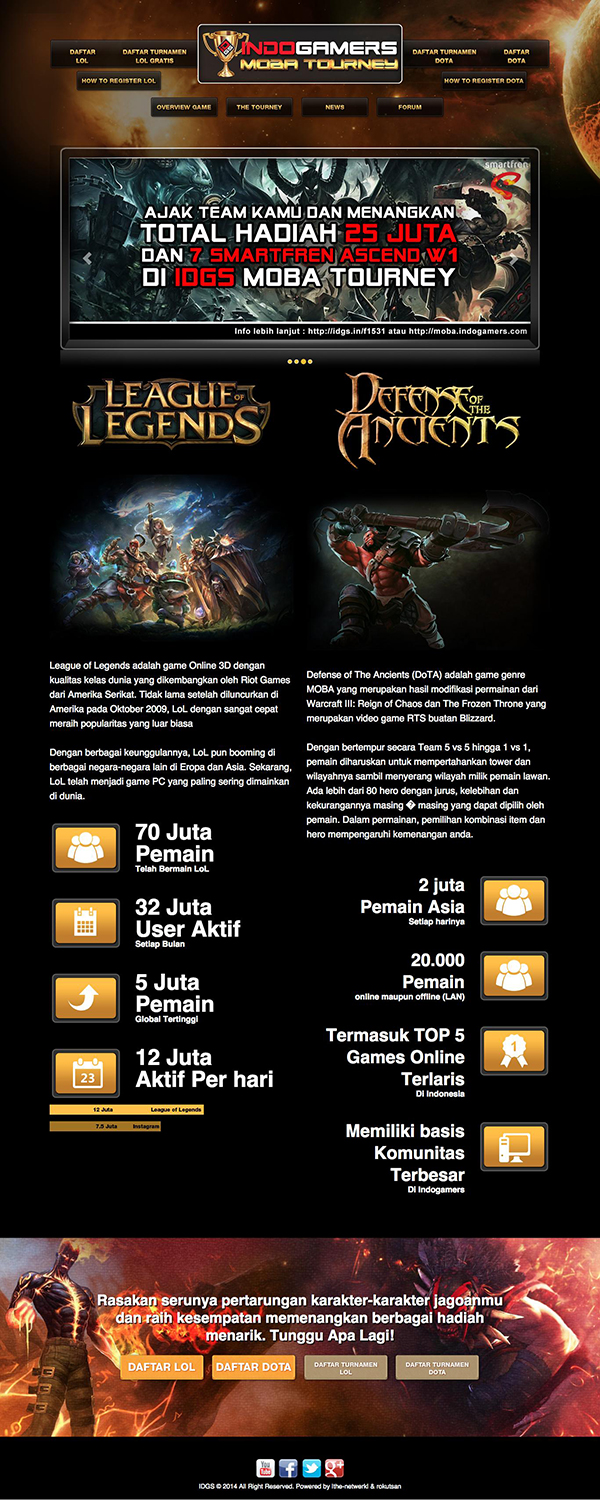 DAFTAR
LOL
DAFTAR TURNAMEN
LOL GRATIS
INDOGAMERS
MOBA TOURNEY
DAFTAR TURNAMEN
DOTA
DAFTAR
DOTA
HOW TO REGISTER LOL
HOW TO REGISTER DOTA
OVERVIEW GAME
THE TOURNEY
NEWS
FORUM
smartfren
AJAK TEAM KAMU DAN MENANGKAN
TOTAL HADIAH 25 JUTA
DAN 7 SMARTFREN ASCEND W1
DI IDGS MOBA TOURNEY
Info lebih lanjut : http://idgs.in/f1531 atau http://moba.indogamers.com
LEAGUE OF
LEGENDS
DEFENSE OF
THE
ANCIENTS
League of Legends adalah game Online 3D dengan
kualitas kelas dunia yang dikembangkan oleh Riot Games
dari Amerika Serikat. Tidak lama setelah diluncurkan di
Amerika pada Oktober 2009, LoL dengan sangat cepat
meraih popularitas yang luar biasa
Dengan berbagai keunggulannya, LoL pun booming di
berbagai negara-negara lain di Eropa dan Asia. Sekarang,
LoL telah menjadi game PC yang paling sering dimainkan
di dunia.
70 Juta
Pemain
Telah Bermain LoL
32 Juta
User Aktif
Setiap Bulan
5 Juta
Pemain
Global Tertinggi
23
12 Juta
Aktif Per hari
12 Juta League of Legends
7.5 Juta Instagram
Defense of The Ancients (DoTA) adalah game genre
MOBA yang merupakan hasil modifikasi permainan dari
Warcraft III: Reign of Chaos dan The Frozen Throne yang
merupakan video game RTS buatan Blizzard.
Dengan bertempur secara Team 5 vs 5 hingga 1 vs 1,
pemain diharuskan untuk mempertahankan tower dan
wilayahnya sambil menyerang wilayah milik pemain lawan.
Ada lebih dari 80 hero dengan jurus, kelebihan dan
kekurangannya masing � masing yang dapat dipilih oleh
pemain. Dalam permainan, pemilihan kombinasi item dan
hero mempengaruhi kemenangan anda.
2 juta
Pemain Asia
Setiap harinya
20.000
Pemain
online maupun offline (LAN)
Termasuk TOP 5
Games Online
Terlaris
Di Indonesia
1
Memiliki basis
Komunitas
Terbesar
Di Indogamers
Rasakan serunya pertarungan karakter-karakter jagoanmu
dan raih kesempatan memenangkan berbagai hadiah
menarik. Tunggu Apa Lagi!
DAFTAR LOL
DAFTAR DOTA
DAFTAR TURNAMEN
LOL
DAFTAR TURNAMEN
DOTA
You
Tube
IDGS © 2014 All Right Reserved. Powered by ithe-netwerki & rokutsan